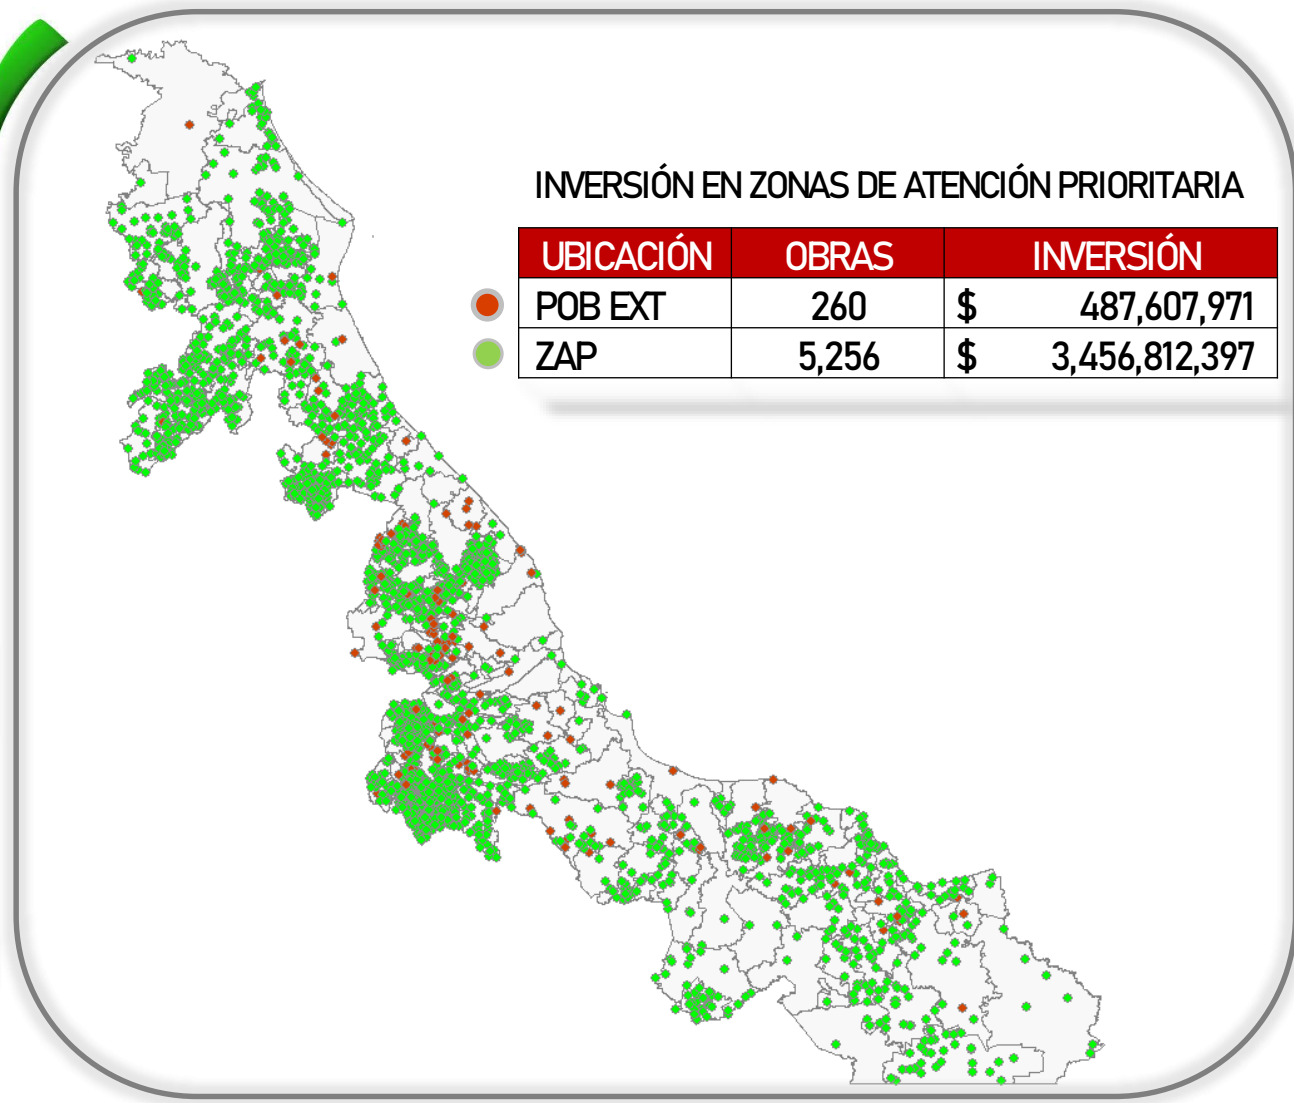 INVERSIÓN EN ZONAS DE ATENCIÓN PRIORITARIA
UBICACIÓN OBRAS INVERSIÓN
POB EXT 260 $ 487,607,971
ZAP 5,256 $ 3,456,812,397